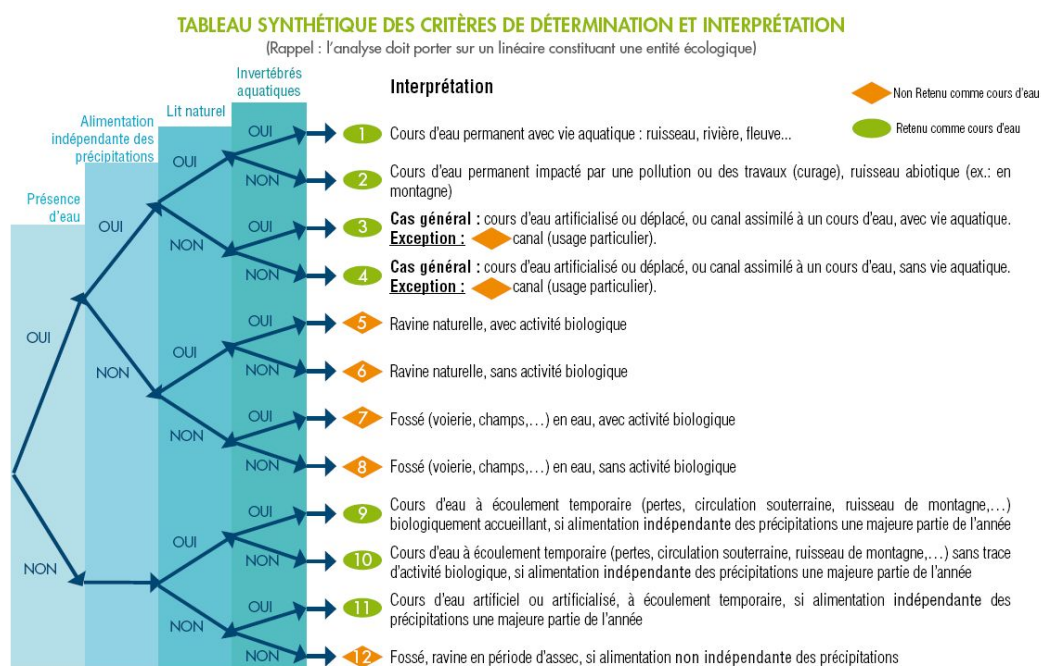 TABLEAU SYNTHÉTIQUE DES CRITÈRES DE DÉTERMINATION ET INTERPRÉTATION
(Rappel : l'analyse doit porter sur un linéaire constituant une entité écologique)
Présence
d'eau
Alimentation
indépendante des
précipitations
Lit naturel
Invertébrés
aquatiques
Interprétation
Non Retenu comme cours d'eau
Retenu comme cours d'eau
OUI
NON
OUI
NON
OUI
NON
OUI
NON
OUI
NON
OUI
NON
OUI
NON
OUI
NON
OUI
NON
OUI
NON
OUI
NON
1 Cours d'eau permanent avec vie aquatique : ruisseau, rivière, fleuve...
2 Cours d'eau permanent impacté par une pollution ou des travaux (curage), ruisseau abiotique (ex.: en
montagne)
3 Cas général : cours d'eau artificialisé ou déplacé, ou canal assimilé à un cours d'eau, avec vie aquatique.
Exception : canal (usage particulier).
4 Cas général : cours d'eau artificialisé ou déplacé, ou canal assimilé à un cours d'eau, sans vie aquatique.
Exception : canal (usage particulier).
5 Ravine naturelle, avec activité biologique
6 Ravine naturelle, sans activité biologique
7 Fossé (voierie, champs,...) en eau, avec activité biologique
8 Fossé (voierie, champs,...) en eau, sans activité biologique
9 Cours d'eau à écoulement temporaire (pertes, circulation souterraine, ruisseau de montagne,...)
biologiquement accueillant, si alimentation indépendante des précipitations une majeure partie de l'année
10 Cours d'eau à écoulement temporaire (pertes, circulation souterraine, ruisseau de montagne,...) sans trace
d'activité biologique, si alimentation indépendante des précipitations une majeure partie de l'année
11 Cours d'eau artificiel ou artificialisé, à écoulement temporaire, si alimentation indépendante des
précipitations une majeure partie de l'année
12 Fossé, ravine en période d'assec, si alimentation non indépendante des précipitations